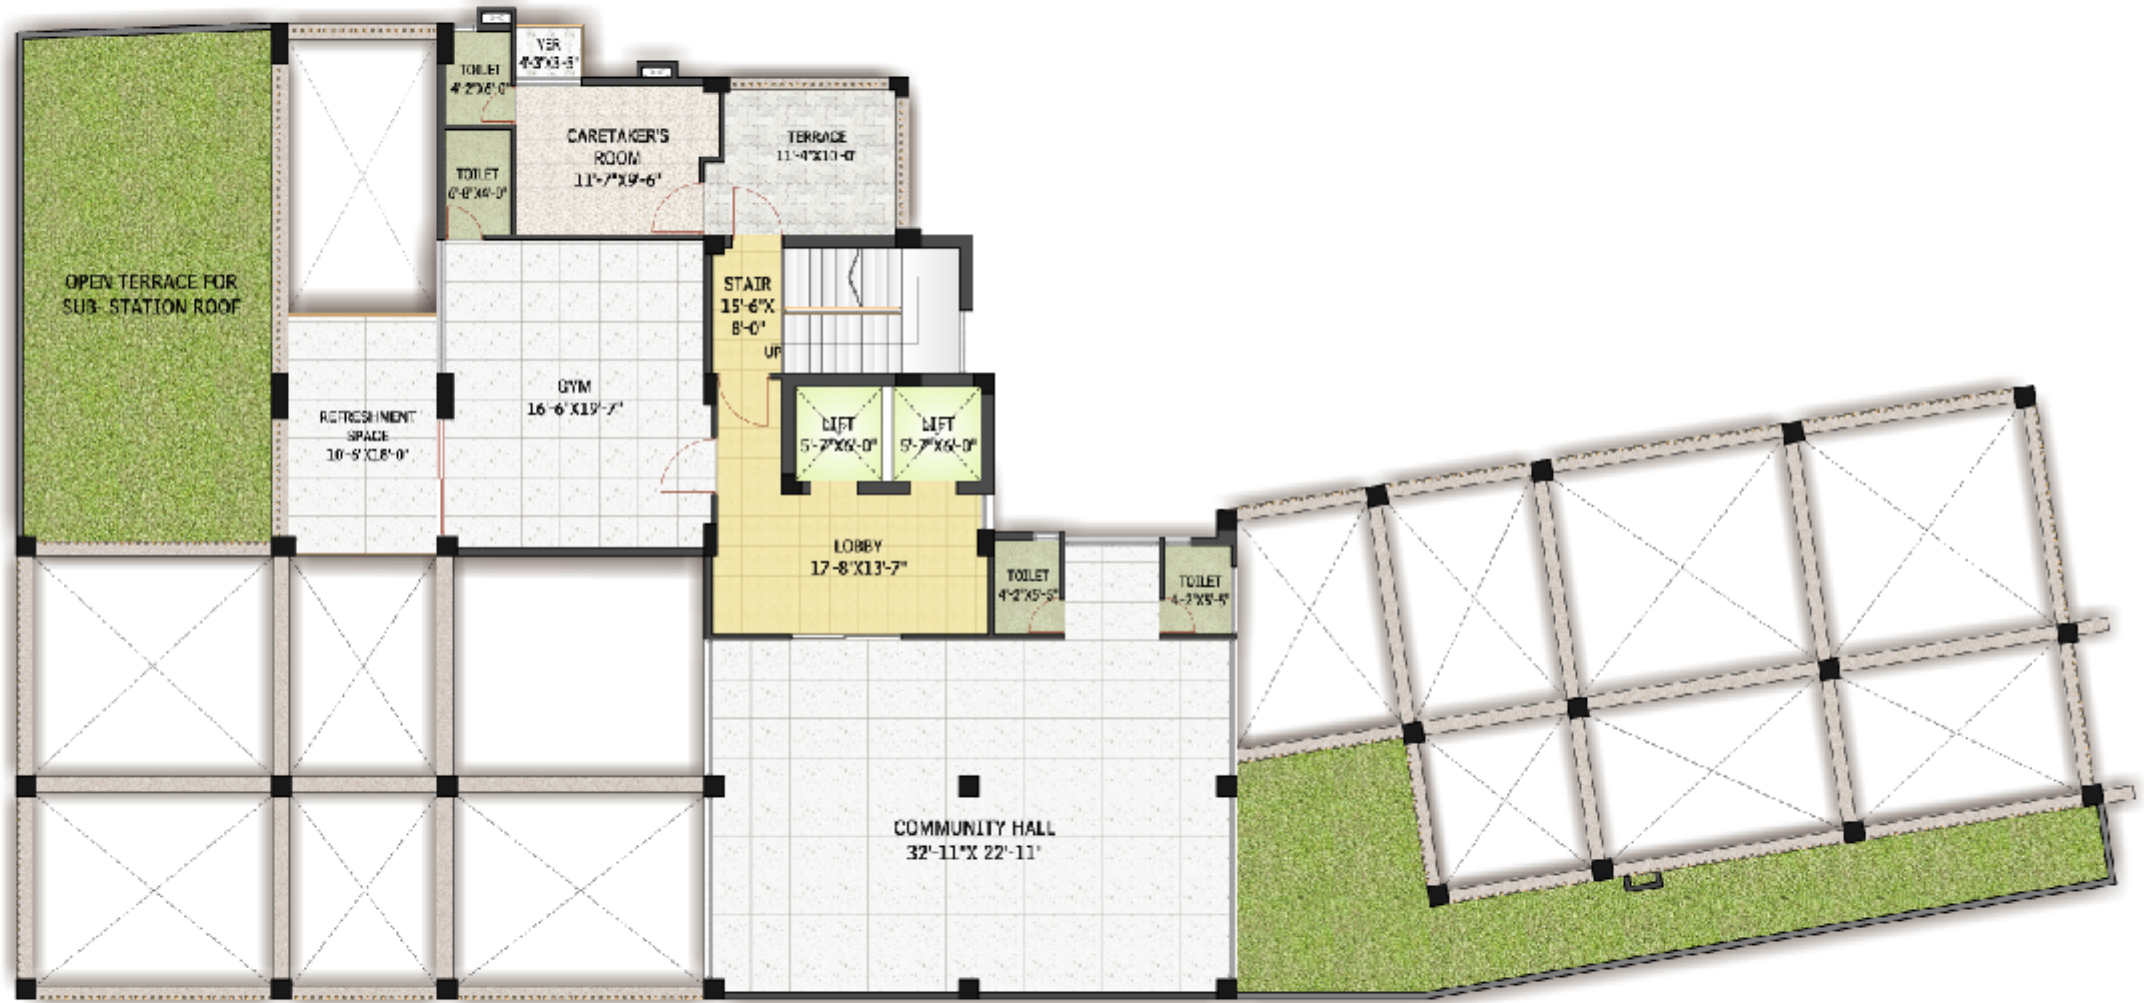 TOILET
4'-2"X6'-0"
VER
4'-3"X3'-5"
CARETAKER'S
ROOM
11'-7"X9'-6"
TERRACE
11'-4"X10'-0"
TOILET
6'-8"X4'-0"
OPEN TERRACE FOR
SUB- STATION ROOF
STAIR
15'-6"X
8'-0"
UP
GYM
16'-6"X19'-7"
REFRESHMENT
SPACE
10'-6"X18'-0"
LIFT
5'-7"X6'-0"
LIFT
5'-7"X6'-0"
LOBBY
17'-8"X13'-7"
TOILET
4'-2"X5'-5"
TOILET
4'-2"X5'-5"
COMMUNITY HALL
32'-11"X 22'-11"